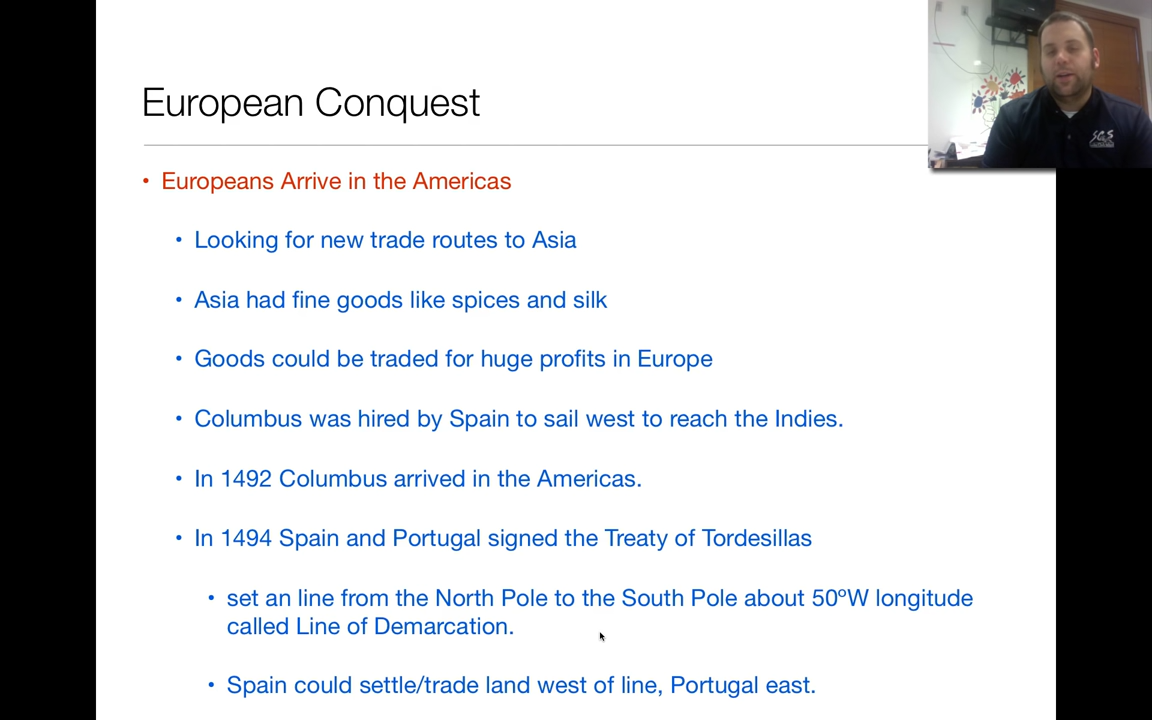 European Conquest
• Europeans Arrive in the Americas
• Looking for new trade routes to Asia
• Asia had fine goods like spices and silk
• Goods could be traded for huge profits in Europe
• Columbus was hired by Spain to sail west to reach the Indies.
• In 1492 Columbus arrived in the Americas.
• In 1494 Spain and Portugal signed the Treaty of Tordesillas
• set an line from the North Pole to the South Pole about 50ºW longitude
called Line of Demarcation.
• Spain could settle/trade land west of line, Portugal east.
SGS